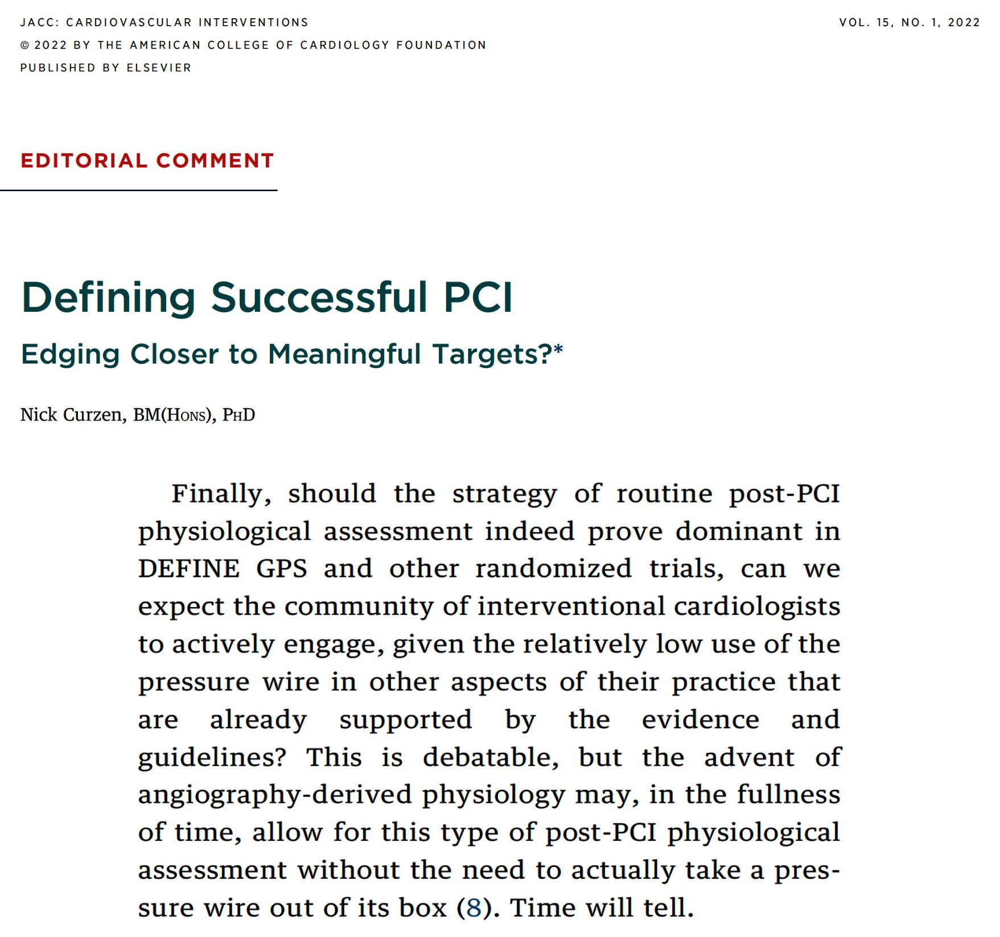 JACC: CARDIOVASCULAR INTERVENTIONS
VOL. 15, NO. 1, 2022
© 2022 BY THE AMERICAN COLLEGE OF CARDIOLOGY FOUNDATION
PUBLISHED BY ELSEVIER
EDITORIAL COMMENT
Defining Successful PCI
Edging Closer to Meaningful Targets?*
Nick Curzen, BM(Hons), PhD
Finally, should the strategy of routine post-PCI
physiological assessment indeed prove dominant in
DEFINE GPS and other randomized trials, can we
expect the community of interventional cardiologists
to actively engage, given the relatively low use of the
pressure wire in other aspects of their practice that
are already supported by the evidence and
guidelines? This is debatable, but the advent of
angiography-derived physiology may, in the fullness
of time, allow for this type of post-PCI physiological
assessment without the need to actually take a pres-
sure wire out of its box (8). Time will tell.